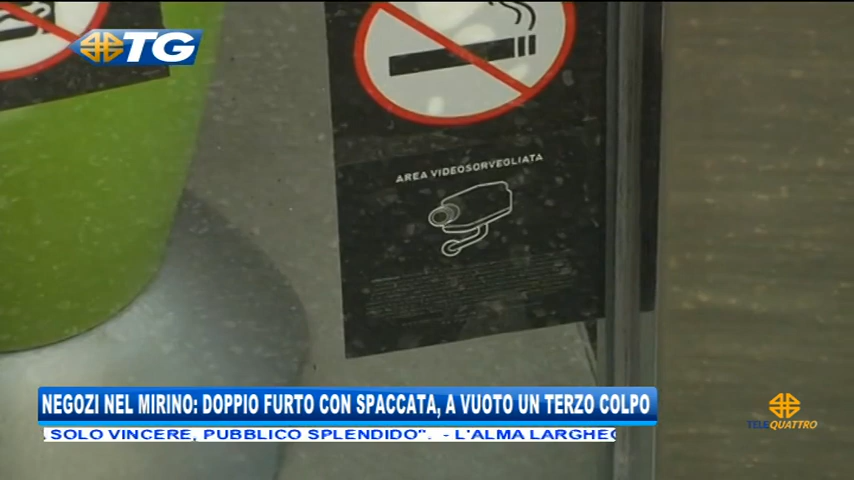 TG
AREA VIDEOSORVEGLIATA
NEGOZI NEL MIRINO: DOPPIO FURTO CON SPACCATA, A VUOTO UN TERZO COLPO
SOLO VINCERE, PUBBLICO SPLENDIDO". - L'ALMA LARGHEG
TELEQUATTRO